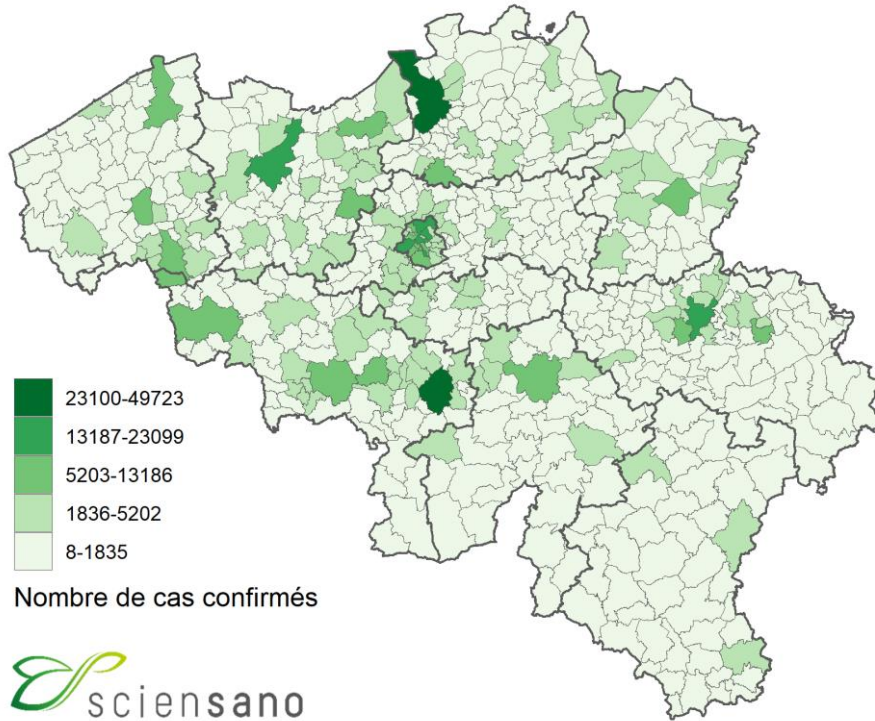 23100-49723
13187-23099
5203-13186
1836-5202
8-1835
Nombre de cas confirmés
sciensano